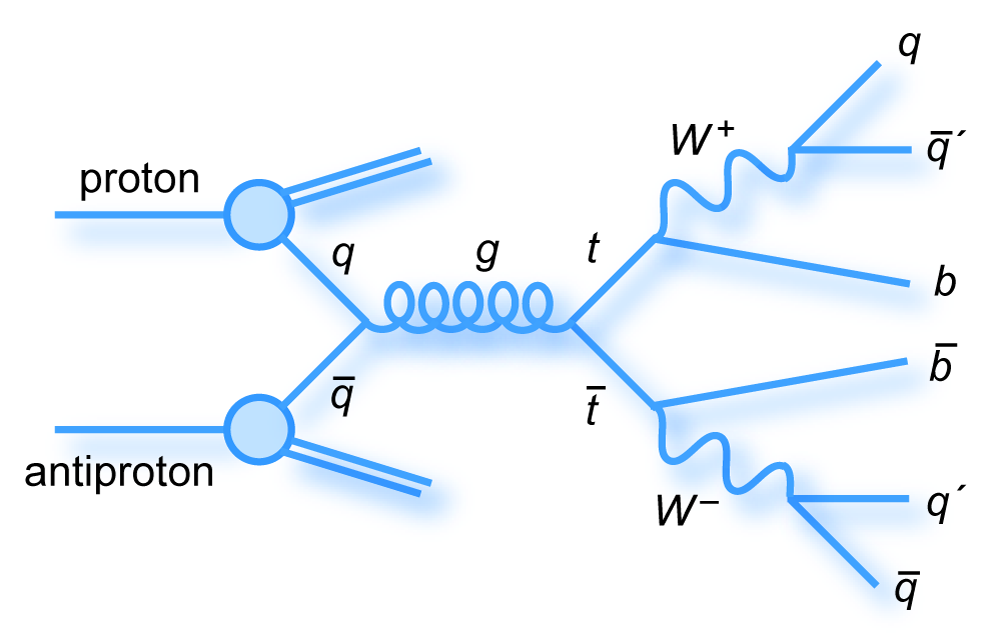 q
W+
q̄´
proton
q
g
t
b
q̄
t̄
b̄
antiproton
W−
q´
q̄